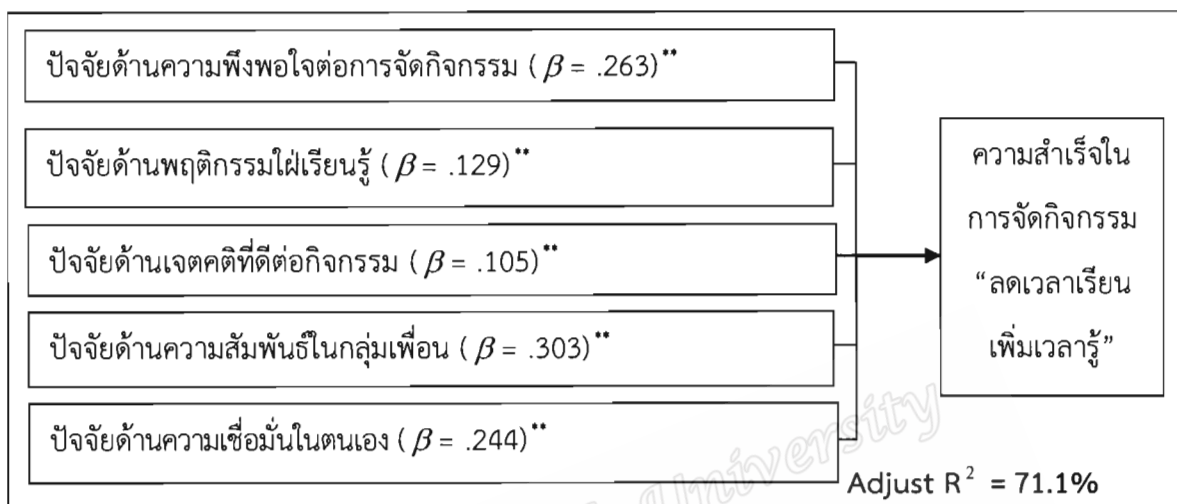 ปัจจัยด้านความพึงพอใจต่อการจัดกิจกรรม ( β = .263)**
ปัจจัยด้านพฤติกรรมใฝ่เรียนรู้ ( β = .129)**
ปัจจัยด้านเจตคติที่ดีต่อกิจกรรม ( β = .105)**
ปัจจัยด้านความสัมพันธ์ในกลุ่มเพื่อน ( β = .303)**
ปัจจัยด้านความเชื่อมั่นในตนเอง ( β = .244)**
ความสำเร็จใน
การจัดกิจกรรม
“ลดเวลาเรียน
เพิ่มเวลารู้”
University
Adjust R² = 71.1%